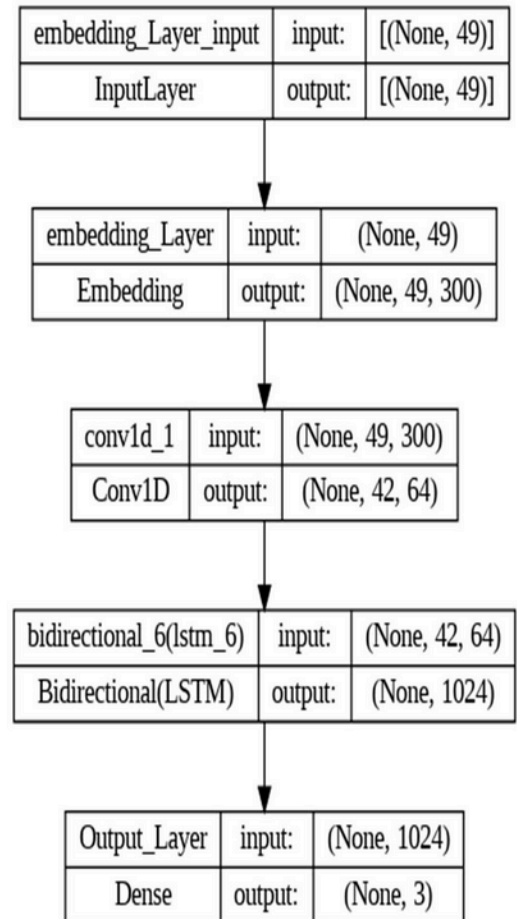 embedding_Layer_input input: [(None, 49)]
InputLayer output: [(None, 49)]
embedding_Layer input: (None, 49)
Embedding output: (None, 49, 300)
conv1d_1 input: (None, 49, 300)
Conv1D output: (None, 42, 64)
bidirectional_6(lstm_6) input: (None, 42, 64)
Bidirectional(LSTM) output: (None, 1024)
Output_Layer input: (None, 1024)
Dense output: (None, 3)